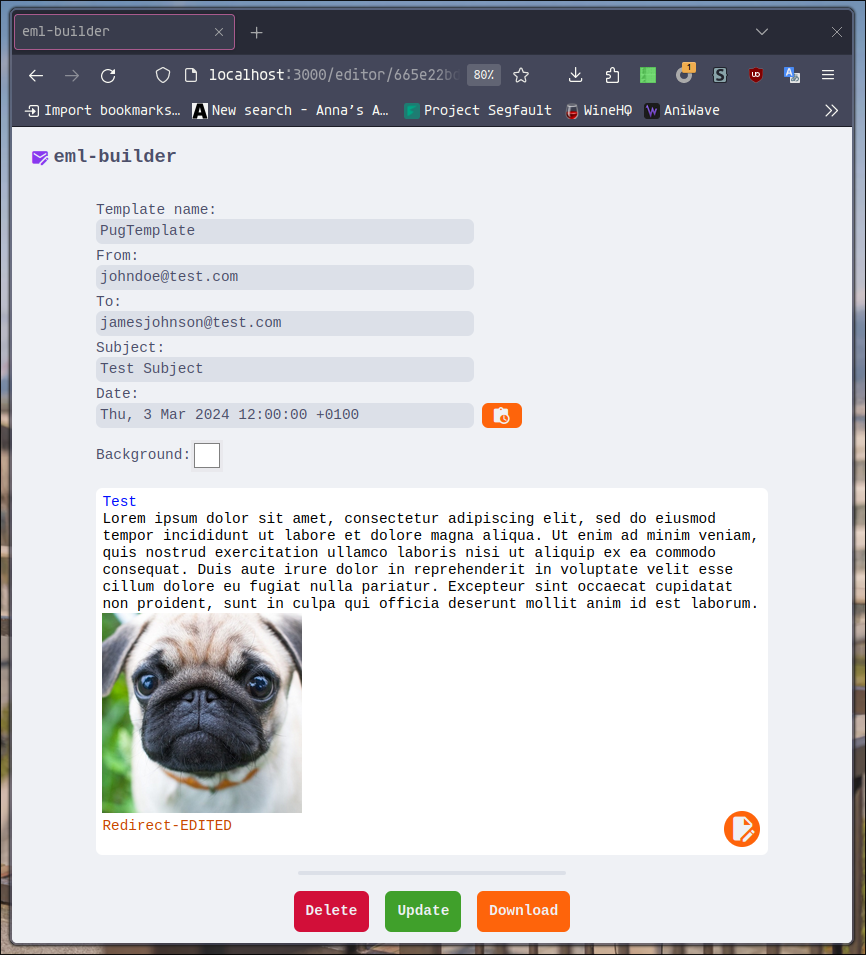 eml-builder
localhost:3000/editor/665e22bd
80%
1
S
UD
Import bookmarks… New search - Anna's A… Project Segfault WineHQ AniWave
eml-builder
Template name:
PugTemplate
From:
johndoe@test.com
To:
jamesjohnson@test.com
Subject:
Test Subject
Date:
Thu, 3 Mar 2024 12:00:00 +0100
Background:
Test
Lorem ipsum dolor sit amet, consectetur adipiscing elit, sed do eiusmod
tempor incididunt ut labore et dolore magna aliqua. Ut enim ad minim veniam,
quis nostrud exercitation ullamco laboris nisi ut aliquip ex ea commodo
consequat. Duis aute irure dolor in reprehenderit in voluptate velit esse
cillum dolore eu fugiat nulla pariatur. Excepteur sint occaecat cupidatat
non proident, sunt in culpa qui officia deserunt mollit anim id est laborum.
Redirect-EDITED
Delete Update Download